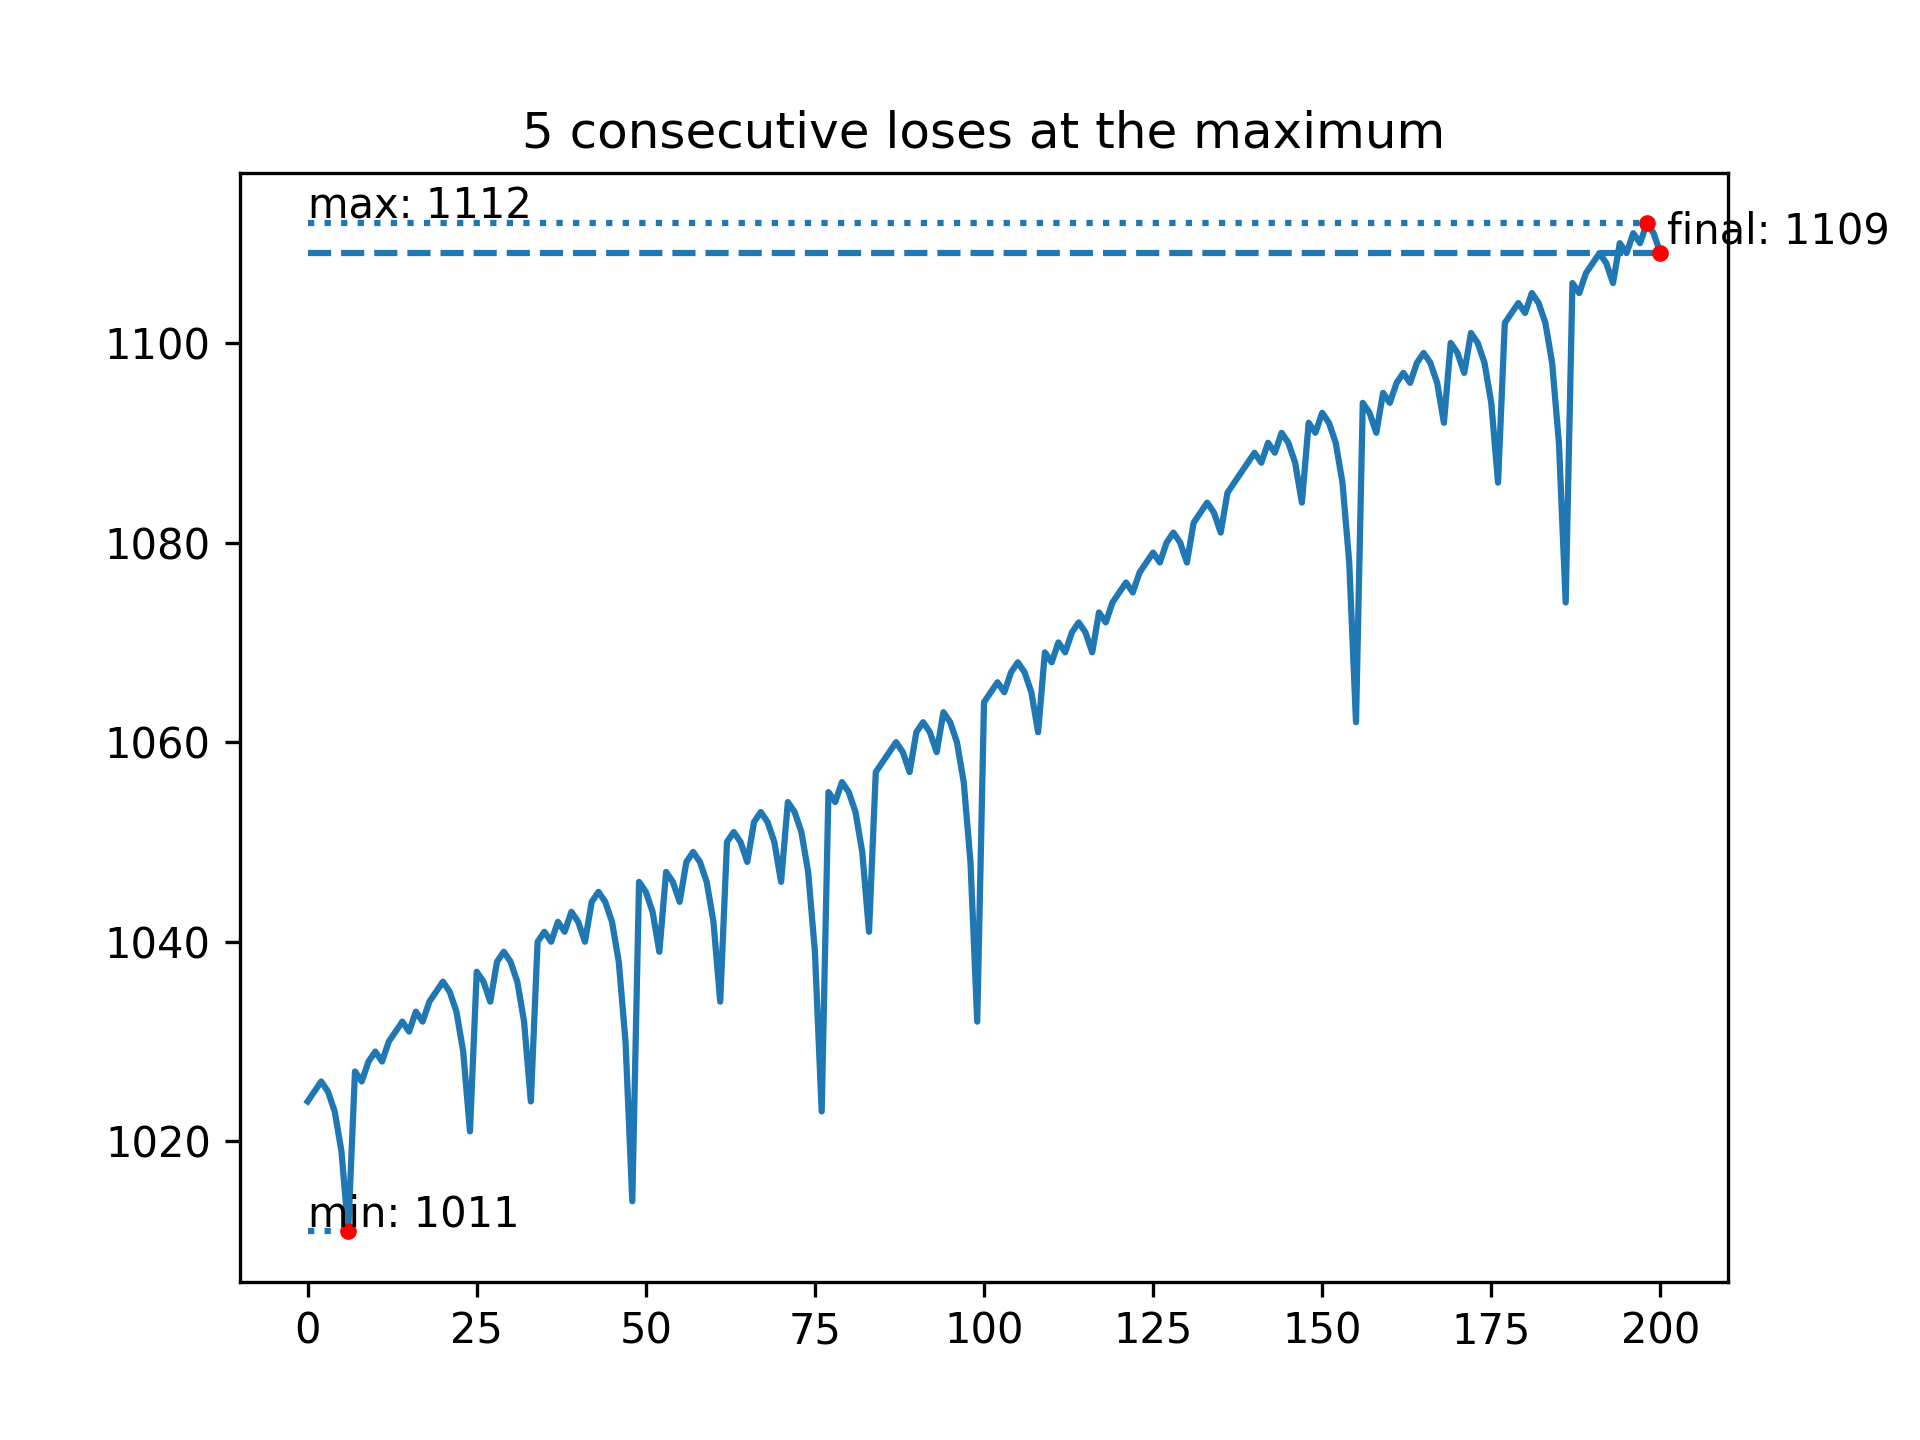 5 consecutive loses at the maximum
max: 1112
final: 1109
1100
1080
1060
1040
1020
min: 1011
0 25 50 75 100 125 150 175 200